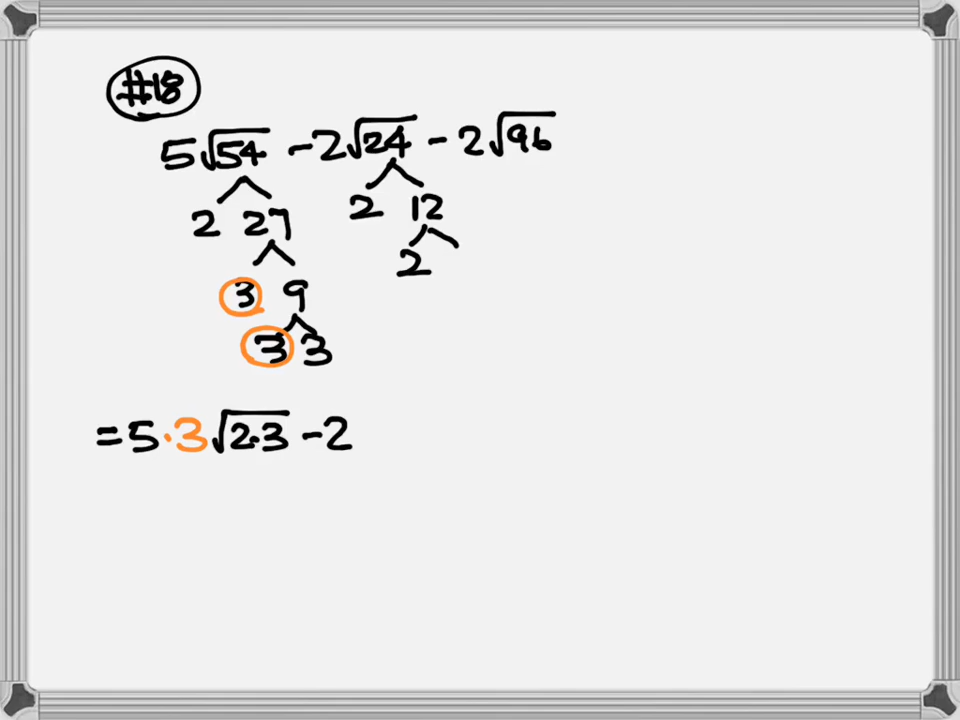 #18
5√54 - 2√24 - 2√96
2 27 2 12
3 9 2
3 3
= 5 · 3√2·3 - 2